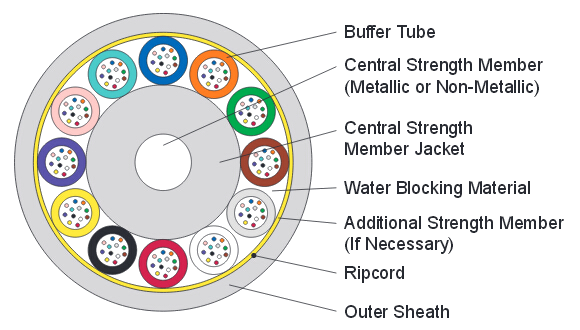 Buffer Tube
Central Strength Member
(Metallic or Non-Metallic)
Central Strength
Member Jacket
Water Blocking Material
Additional Strength Member
(If Necessary)
Ripcord
Outer Sheath